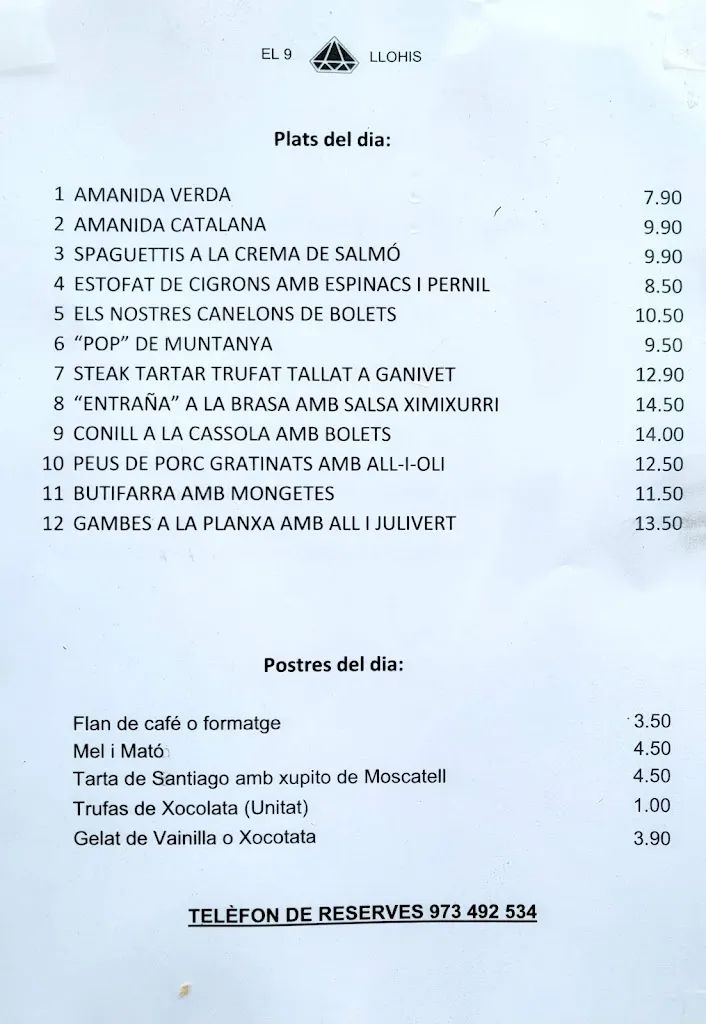 EL 9 LLOHIS
Plats del dia:
1 AMANIDA VERDA 7.90
2 AMANIDA CATALANA 9.90
3 SPAGUETTIS A LA CREMA DE SALMÓ 9.90
4 ESTOFAT DE CIGRONS AMB ESPINACS I PERNIL 8.50
5 ELS NOSTRES CANELONS DE BOLETS 10.50
6 “POP” DE MUNTANYA 9.50
7 STEAK TARTAR TRUFAT TALLAT A GANIVET 12.90
8 “ENTRAÑA” A LA BRASA AMB SALSA XIMIXURRI 14.50
9 CONILL A LA CASSOLA AMB BOLETS 14.00
10 PEUS DE PORC GRATINATS AMB ALL-I-OLI 12.50
11 BUTIFARRA AMB MONGETES 11.50
12 GAMBES A LA PLANXA AMB ALL I JULIVERT 13.50
Postres del dia:
Flan de café o formatge 3.50
Mel i Mató 4.50
Tarta de Santiago amb xupito de Moscatell 4.50
Trufas de Xocolata (Unitat) 1.00
Gelat de Vainilla o Xocotata 3.90
TELÈFON DE RESERVES 973 492 534